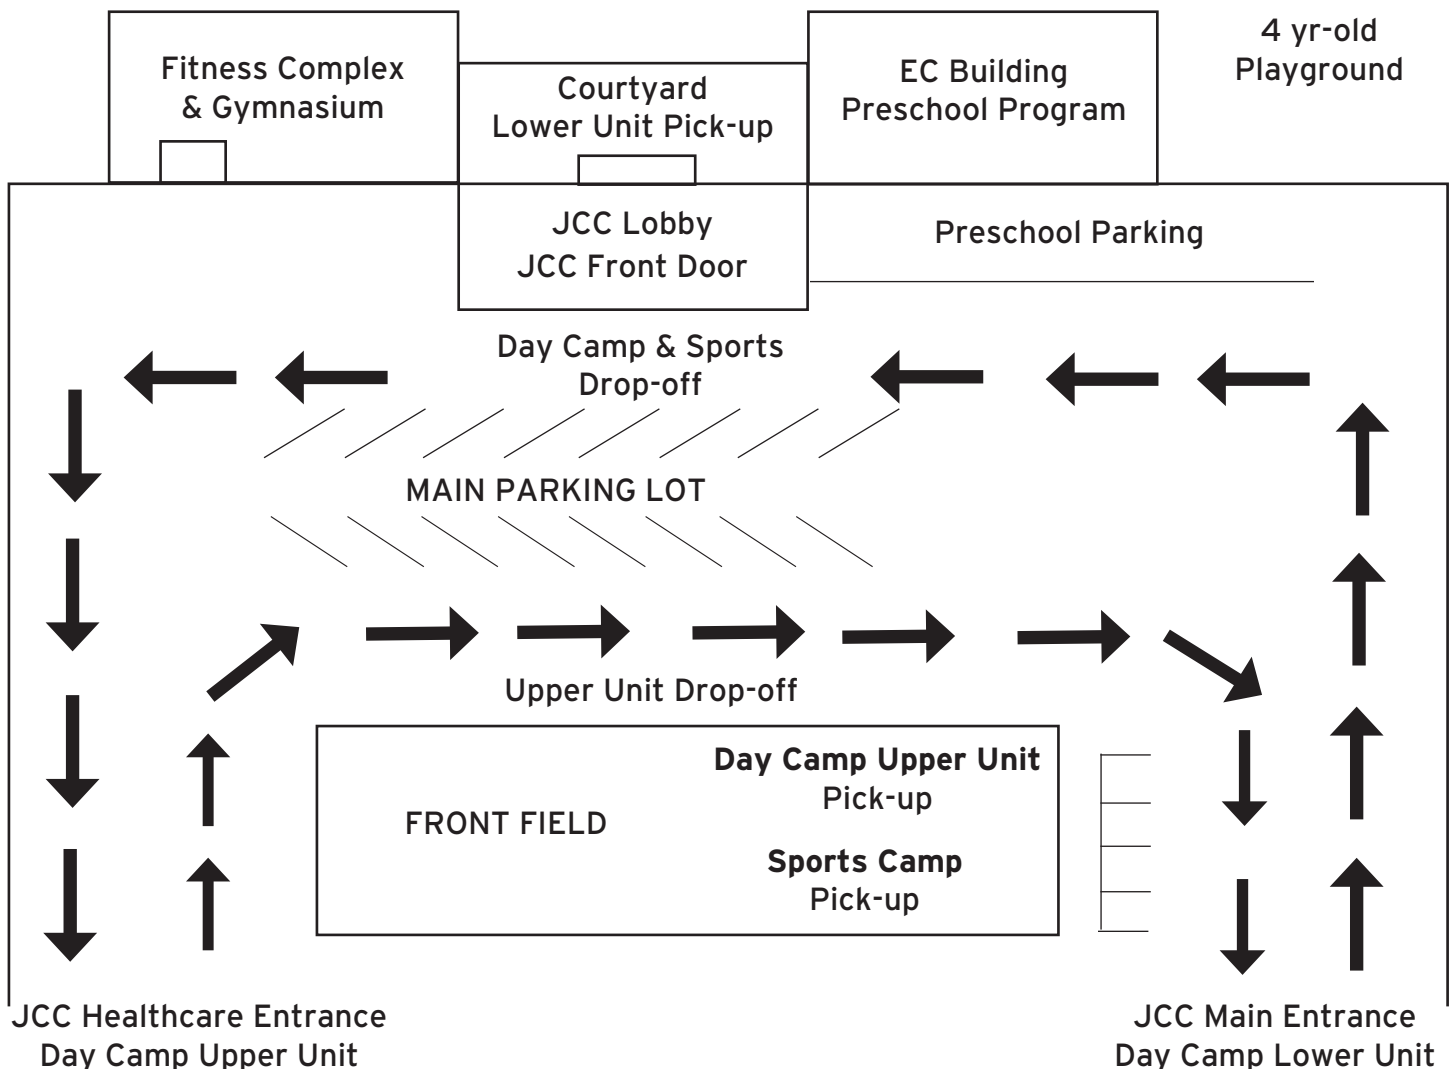 Fitness Complex
& Gymnasium
Courtyard
Lower Unit Pick-up
EC Building
Preschool Program
4 yr-old
Playground
JCC Lobby
JCC Front Door
Preschool Parking
Day Camp & Sports
Drop-off
MAIN PARKING LOT
Upper Unit Drop-off
FRONT FIELD
Day Camp Upper Unit
Pick-up
Sports Camp
Pick-up
JCC Healthcare Entrance
Day Camp Upper Unit
JCC Main Entrance
Day Camp Lower Unit